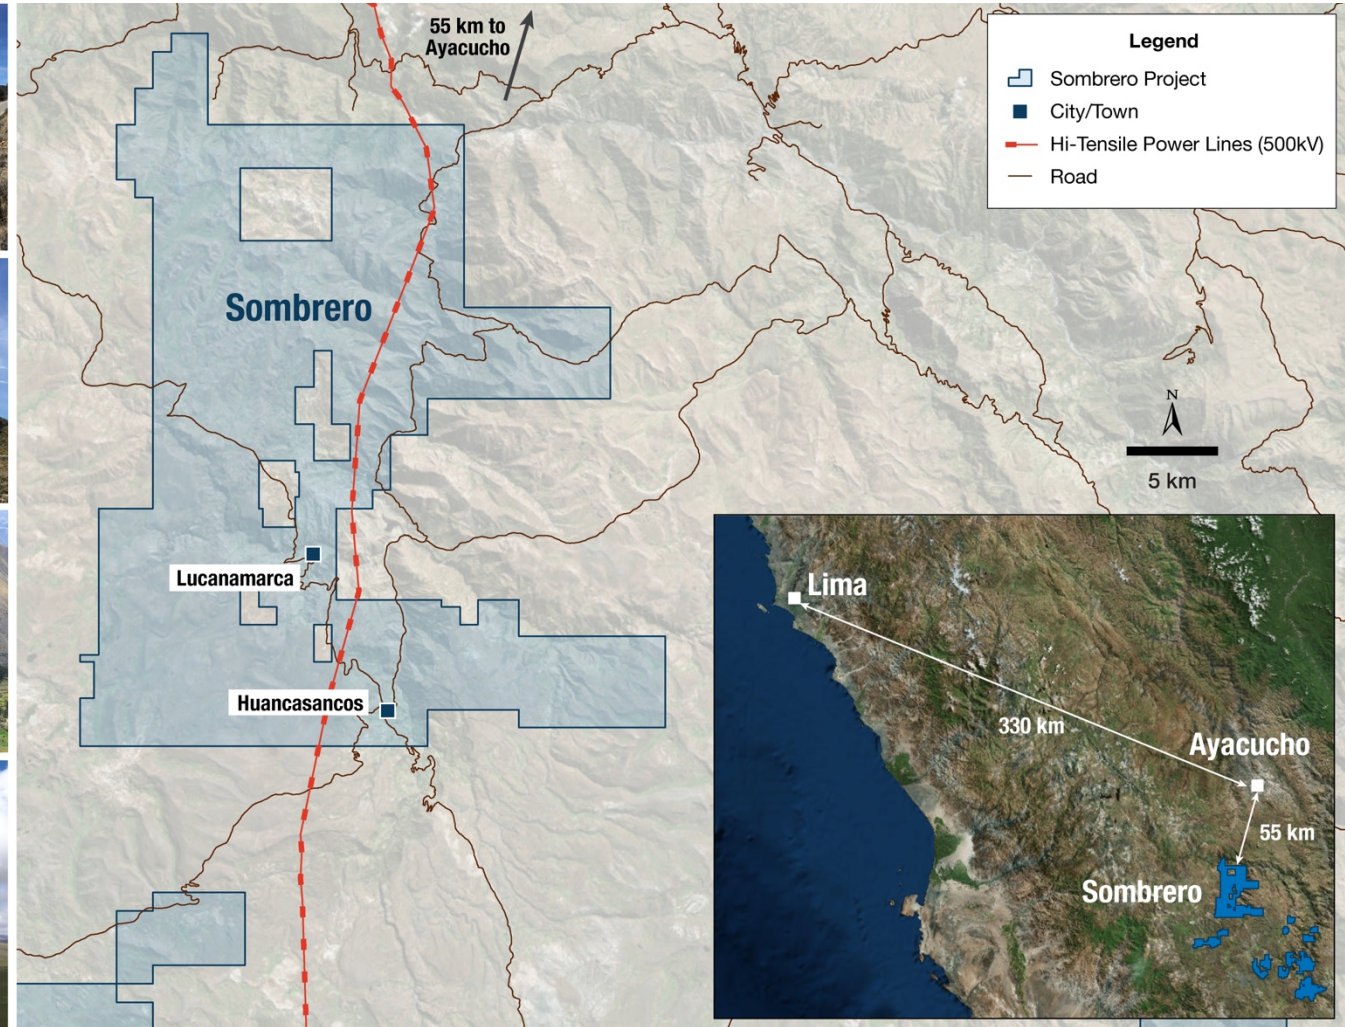 55 km to
Ayacucho
Legend
Sombrero Project
City/Town
Hi-Tensile Power Lines (500kV)
Road
Sombrero
N
5 km
Lucanamarca
Huancasancos
Lima
330 km
Ayacucho
55 km
Sombrero